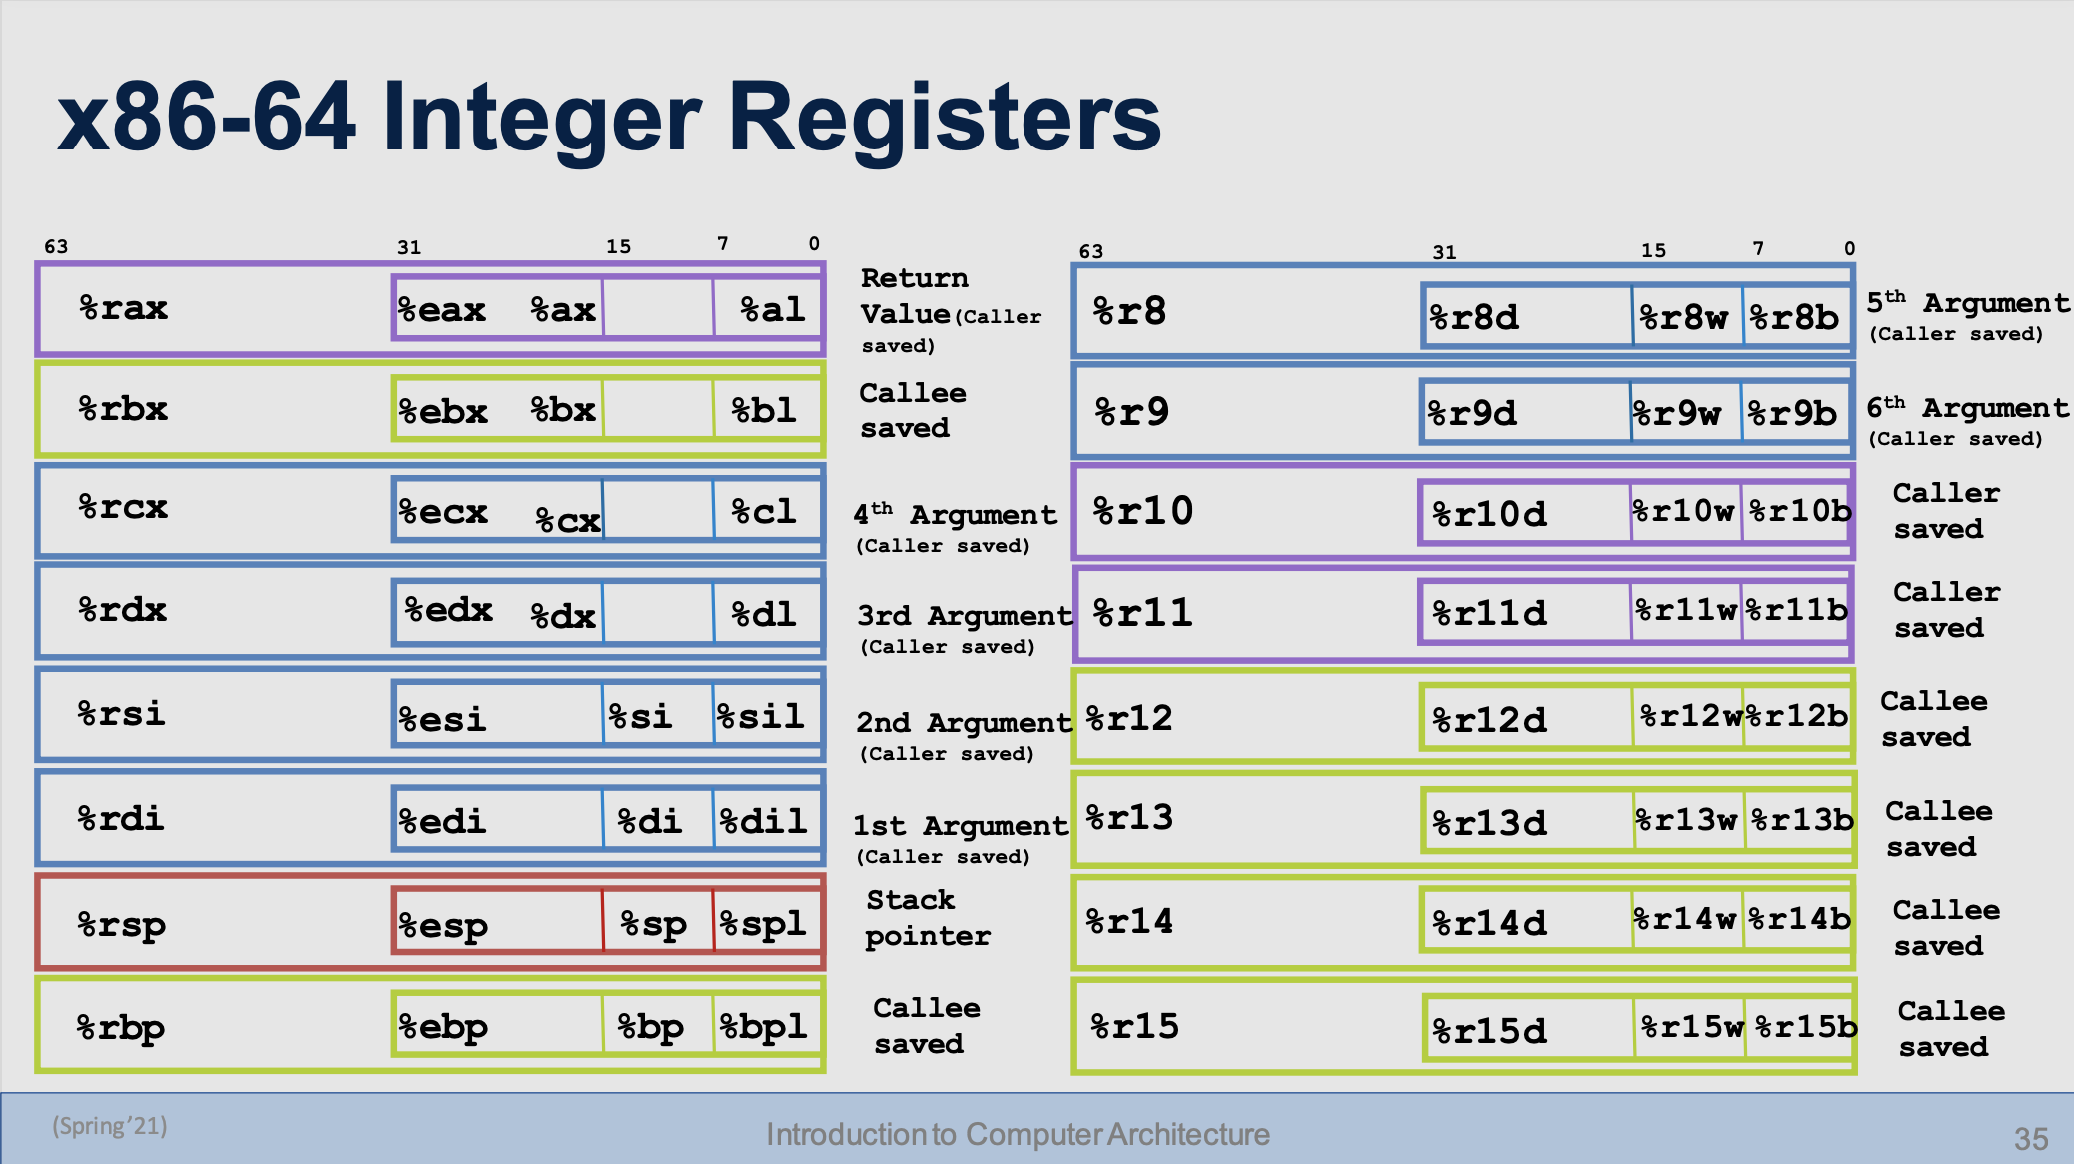 x86-64 Integer Registers
63 31 15 7 0
%rax %eax %ax %al
Return
Value(Caller
saved)
%rbx %ebx %bx %bl
Callee
saved
%rcx %ecx %cx %cl
4th Argument
(Caller saved)
%rdx %edx %dx %dl
3rd Argument
(Caller saved)
%rsi %esi %si %sil
2nd Argument
(Caller saved)
%rdi %edi %di %dil
1st Argument
(Caller saved)
%rsp %esp %sp %spl
Stack
pointer
%rbp %ebp %bp %bpl
Callee
saved
63 31 15 7 0
%r8 %r8d %r8w %r8b
5th Argument
(Caller saved)
%r9 %r9d %r9w %r9b
6th Argument
(Caller saved)
%r10 %r10d %r10w %r10b
Caller
saved
%r11 %r11d %r11w %r11b
Caller
saved
%r12 %r12d %r12w %r12b
Callee
saved
%r13 %r13d %r13w %r13b
Callee
saved
%r14 %r14d %r14w %r14b
Callee
saved
%r15 %r15d %r15w %r15b
Callee
saved
(Spring’21)
Introduction to Computer Architecture
35